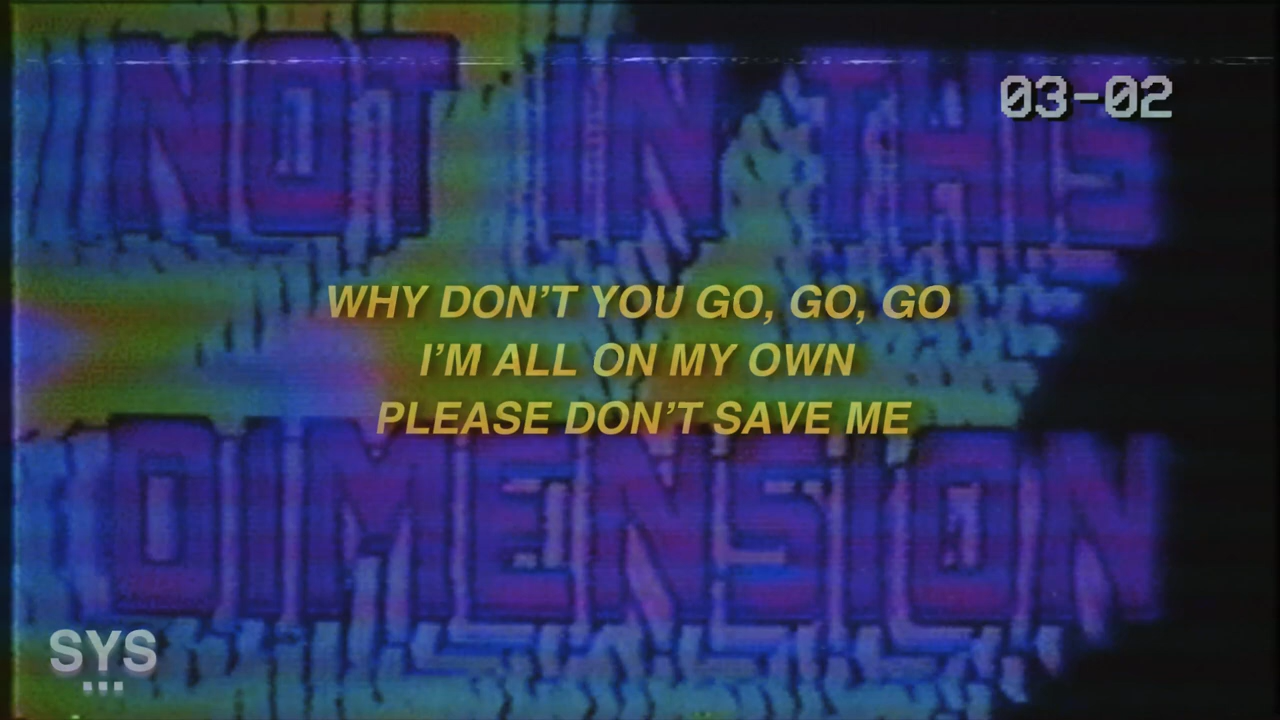 NOT IN THIS
03-02
WHY DON’T YOU GO, GO, GO
I’M ALL ON MY OWN
PLEASE DON’T SAVE ME
DIMENSION
SYS
...